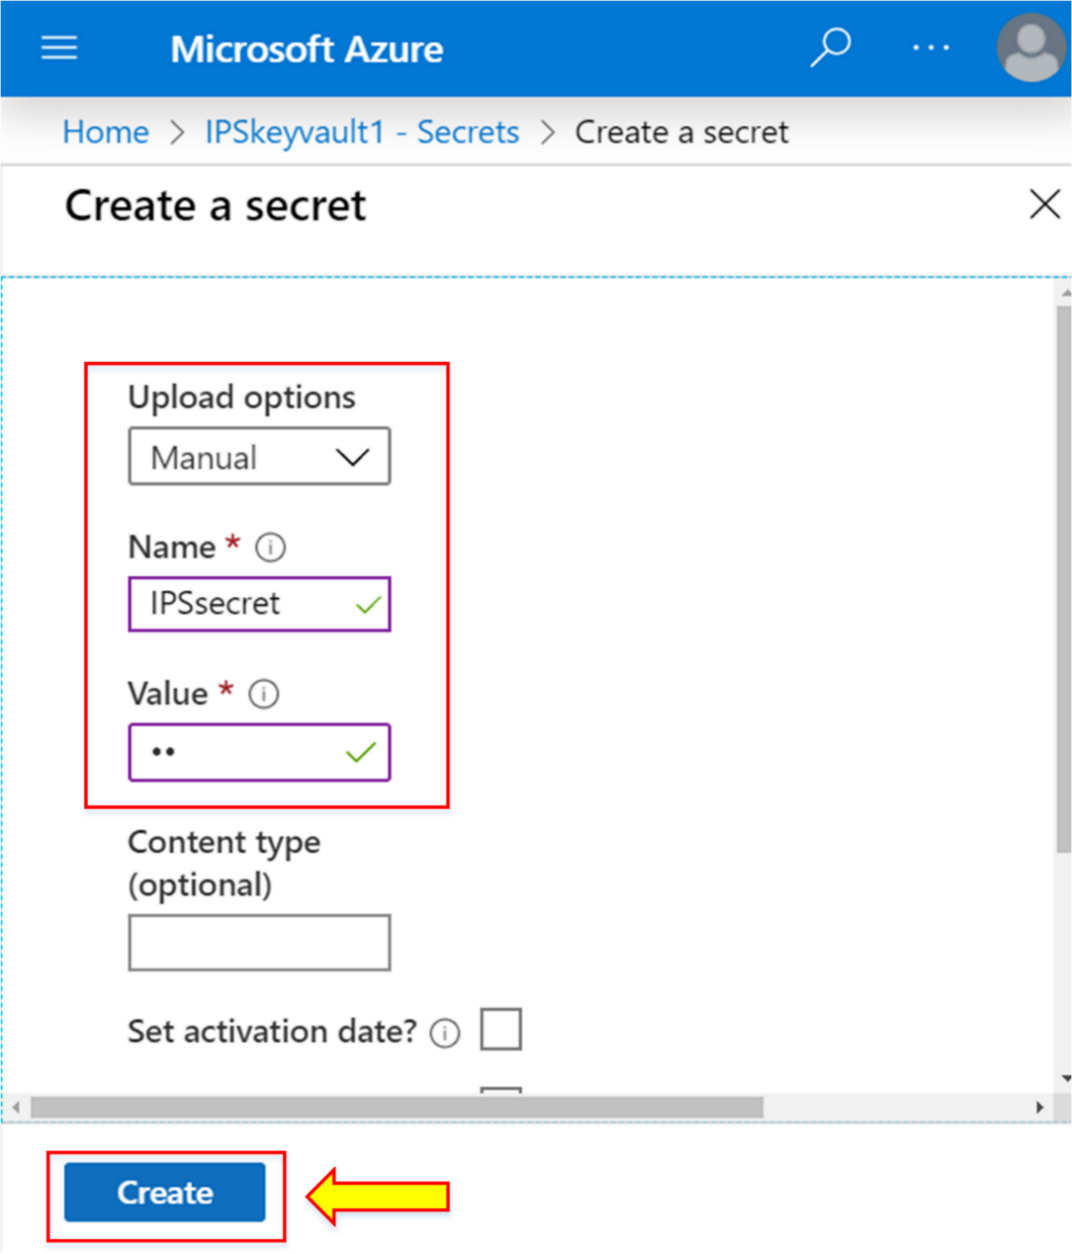 Microsoft Azure
Home > IPSkeyvault1 - Secrets > Create a secret
Create a secret
Upload options
Manual
Name *
IPSsecret
Value *
••
Content type
(optional)
Set activation date?
Create